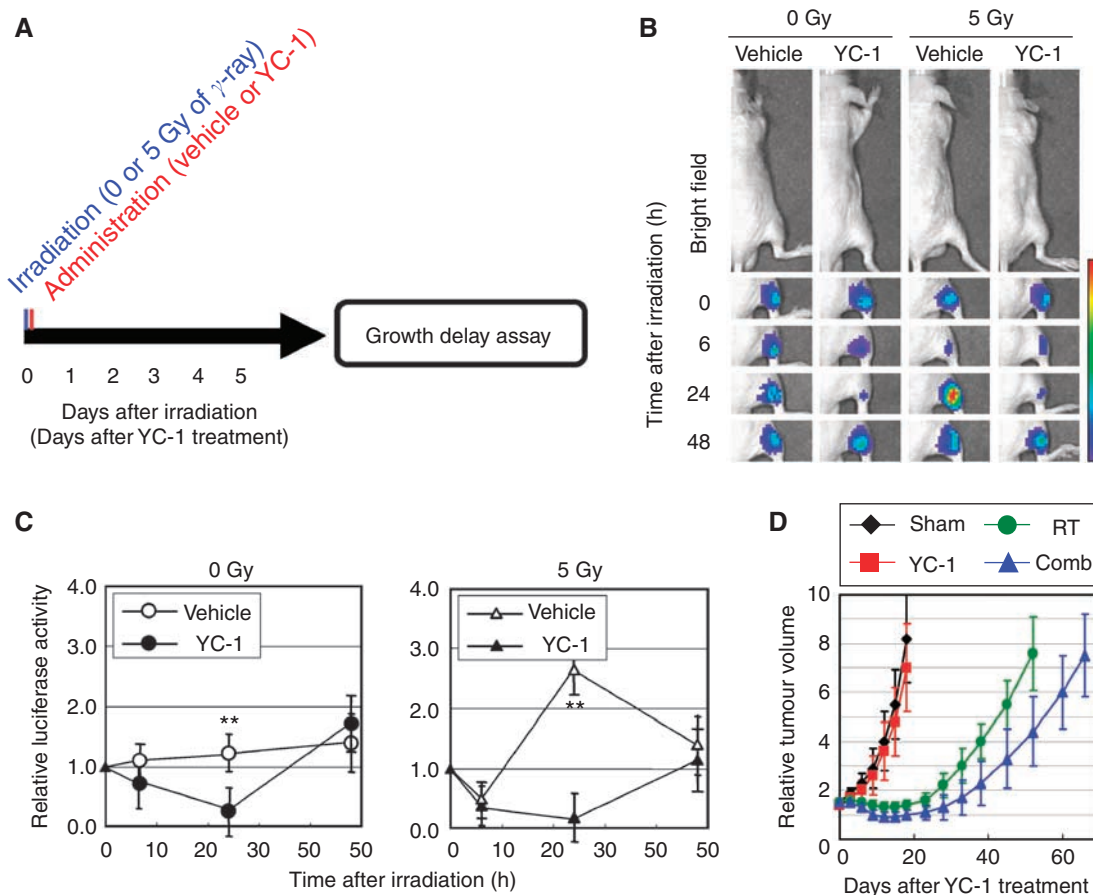 A
Irradiation (0 or 5 Gy of γ-ray)
Administration (vehicle or YC-1)
0 1 2 3 4 5
Days after irradiation
(Days after YC-1 treatment)
Growth delay assay
B
0 Gy 5 Gy
Vehicle YC-1 Vehicle YC-1
Time after irradiation (h)
Bright field
0
6
24
48
C
0 Gy
Relative luciferase activity
4.0
3.0
2.0
1.0
0.0
Vehicle
YC-1
**
0 10 20 30 40 50
5 Gy
4.0
3.0
2.0
1.0
0.0
Vehicle
YC-1
**
0 10 20 30 40 50
Time after irradiation (h)
D
Sham RT
YC-1 Comb
Relative tumour volume
10
8
6
4
2
0
0 20 40 60
Days after YC-1 treatment